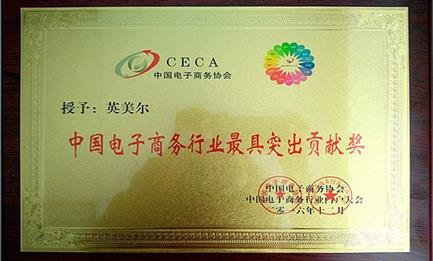 CECA
中国电子商务协会
授予：英美尔
中国电子商务行业最具突出贡献奖
中国电子商务协会
中国电子商务行业门户大会
二〇一六年十二月